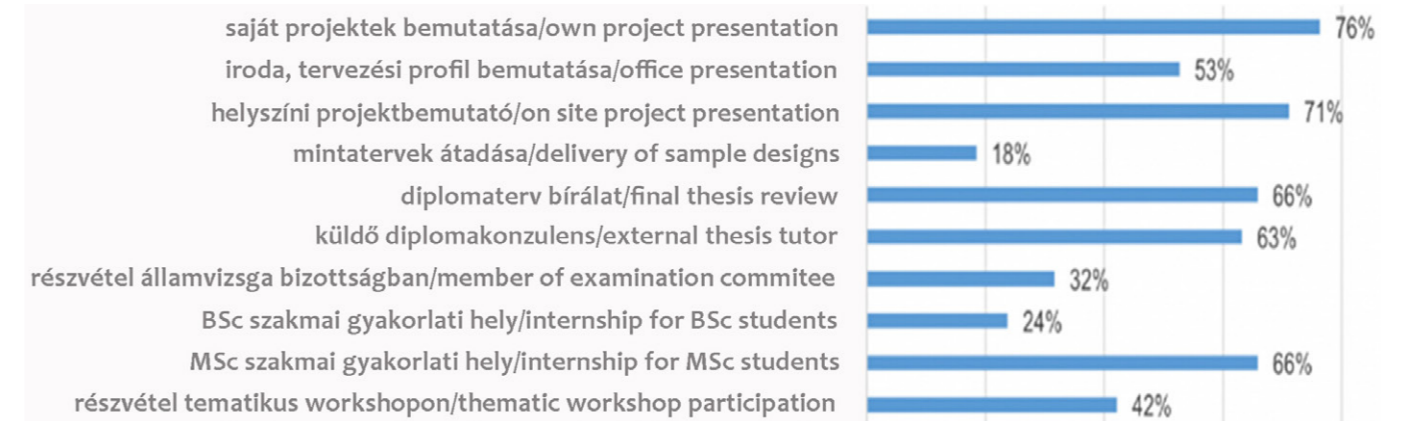 saját projektek bemutatása/own project presentation 76%
iroda, tervezési profil bemutatása/office presentation 53%
helyszíni projektbemutató/on site project presentation 71%
mintatervek átadása/delivery of sample designs 18%
diplomaterv bírálat/final thesis review 66%
küldő diplomakonzulens/external thesis tutor 63%
részvétel államvizsga bizottságban/member of examination commitee 32%
BSc szakmai gyakorlati hely/internship for BSc students 24%
MSc szakmai gyakorlati hely/internship for MSc students 66%
részvétel tematikus workshopon/thematic workshop participation 42%